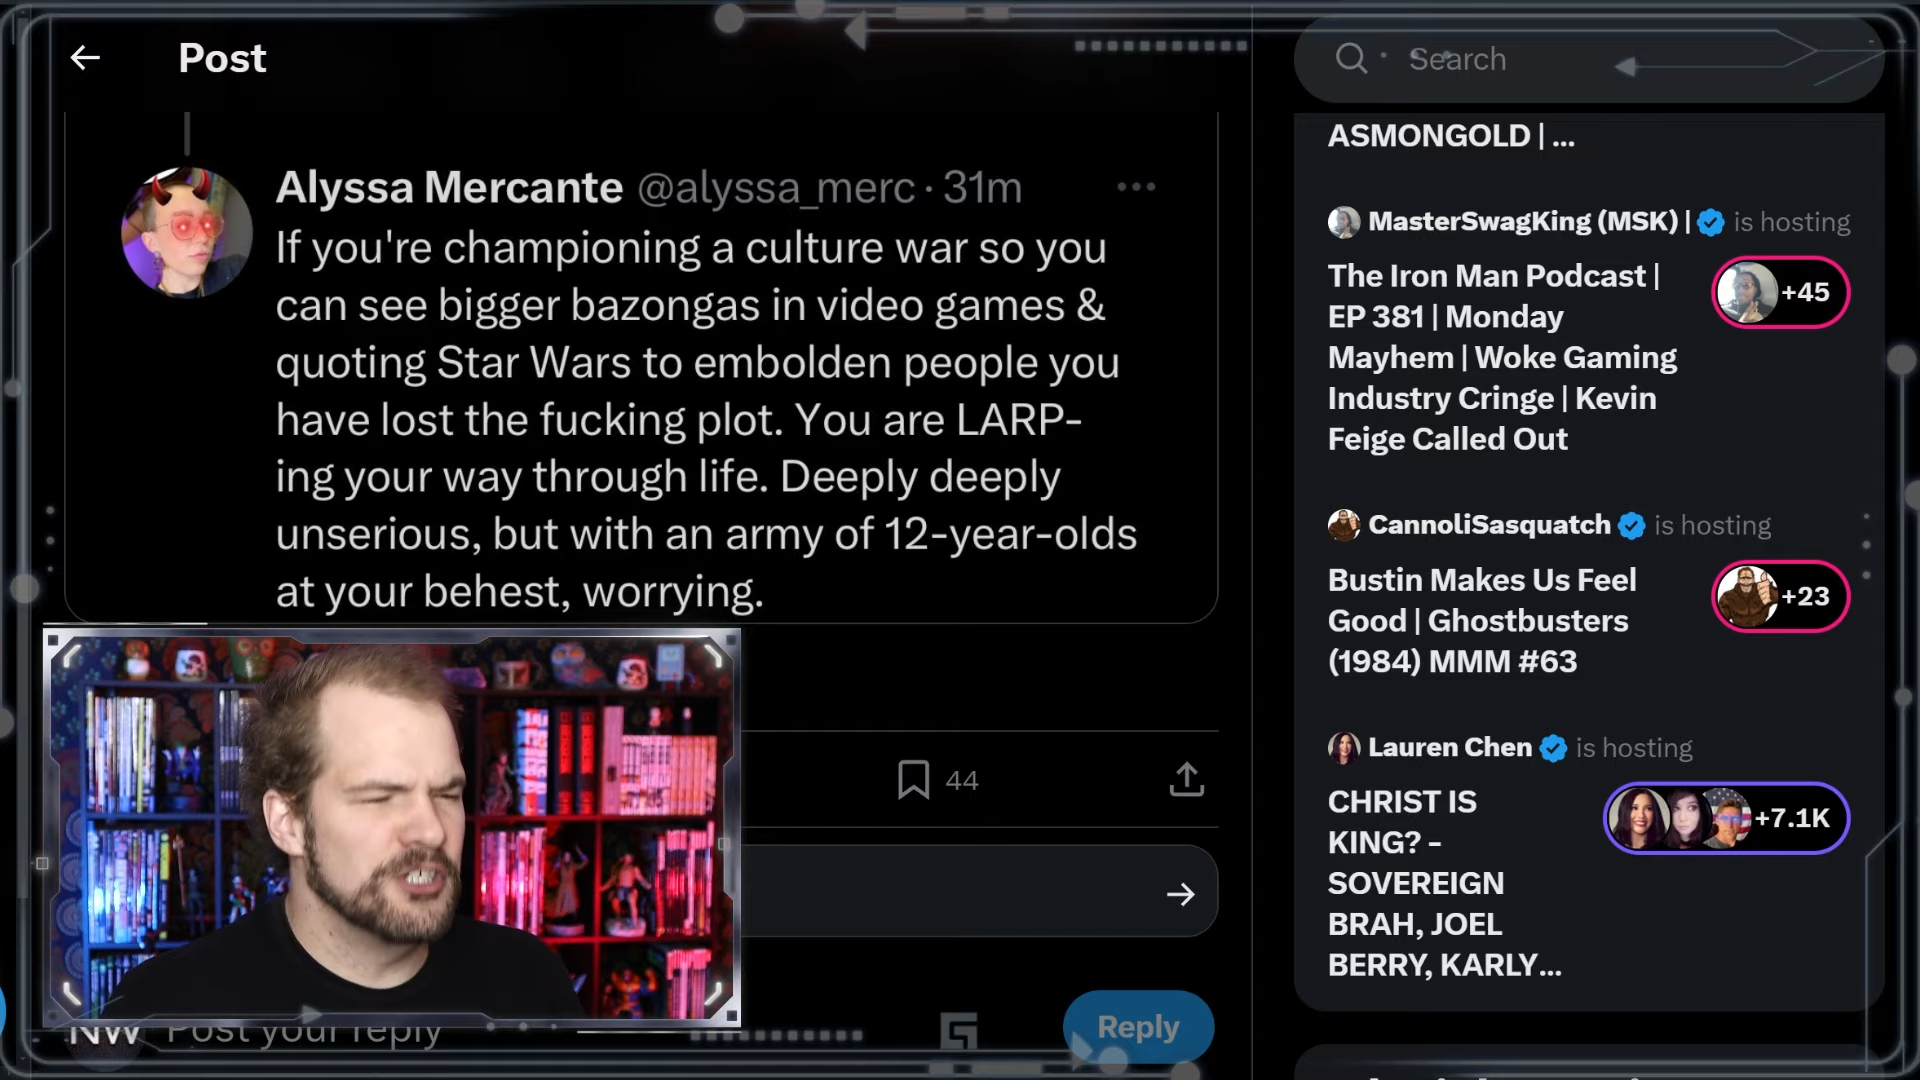 Post
Search
Alyssa Mercante @alyssa_merc · 31m
If you're championing a culture war so you
can see bigger bazongas in video games &
quoting Star Wars to embolden people you
have lost the fucking plot. You are LARP-
ing your way through life. Deeply deeply
unserious, but with an army of 12-year-olds
at your behest, worrying.
44
NW Post your reply
Reply
ASMONGOLD | ...
MasterSwagKing (MSK) | is hosting
The Iron Man Podcast |
EP 381 | Monday
Mayhem | Woke Gaming
Industry Cringe | Kevin
Feige Called Out
+45
CannoliSasquatch is hosting
Bustin Makes Us Feel
Good | Ghostbusters
(1984) MMM #63
+23
Lauren Chen is hosting
CHRIST IS
KING? -
SOVEREIGN
BRAH, JOEL
BERRY, KARLY...
+7.1K